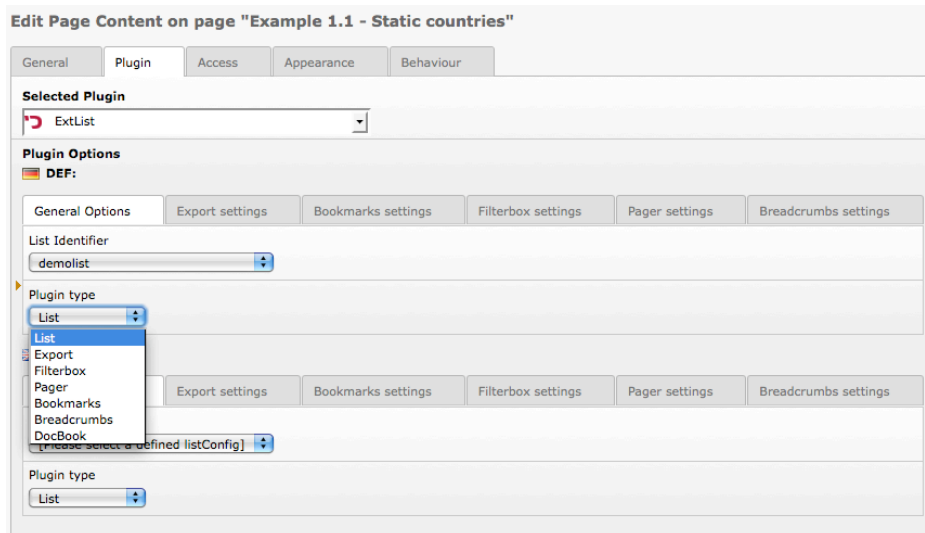 Edit Page Content on page "Example 1.1 - Static countries"
General Plugin Access Appearance Behaviour
Selected Plugin
ExtList
Plugin Options
DEF:
General Options Export settings Bookmarks settings Filterbox settings Pager settings Breadcrumbs settings
List Identifier
demolist
Plugin type
List
List
Export
Filterbox
Pager
Bookmarks
Breadcrumbs
DocBook
Export settings Bookmarks settings Filterbox settings Pager settings Breadcrumbs settings
[Please select a defined listConfig]
Plugin type
List